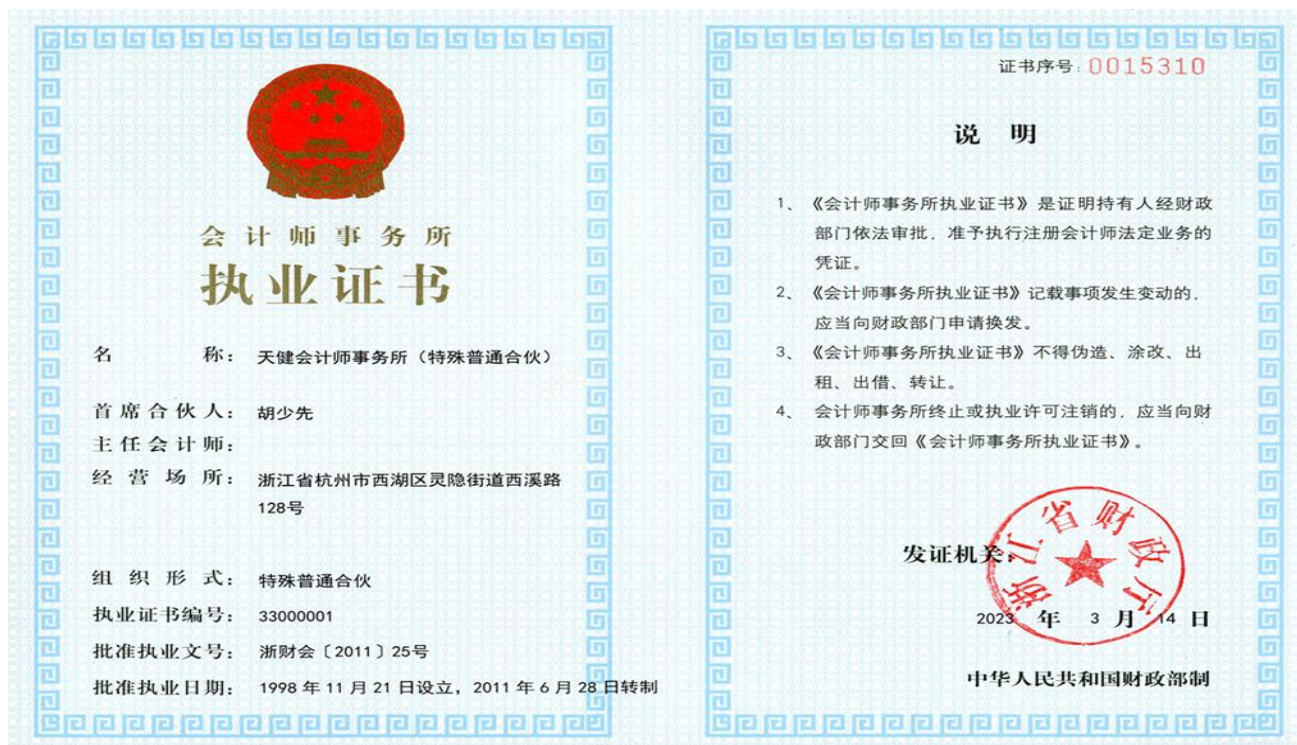 会计师事务所
执业证书
名称：天健会计师事务所（特殊普通合伙）
首席合伙人：胡少先
主任会计师：
经营场所：浙江省杭州市西湖区灵隐街道西溪路
128号
组织形式：特殊普通合伙
执业证书编号：33000001
批准执业文号：浙财会〔2011〕25号
批准执业日期：1998年11月21日设立，2011年6月28日转制
证书序号：0015310
说明
1、《会计师事务所执业证书》是证明持有人经财政
部门依法审批，准予执行注册会计师法定业务的
凭证。
2、《会计师事务所执业证书》记载事项发生变动的，
应当向财政部门申请换发。
3、《会计师事务所执业证书》不得伪造、涂改、出
租、出借、转让。
4、会计师事务所终止或执业许可注销的，应当向财
政部门交回《会计师事务所执业证书》。
浙江省财政厅
发证机关：
2023年3月14日
中华人民共和国财政部制